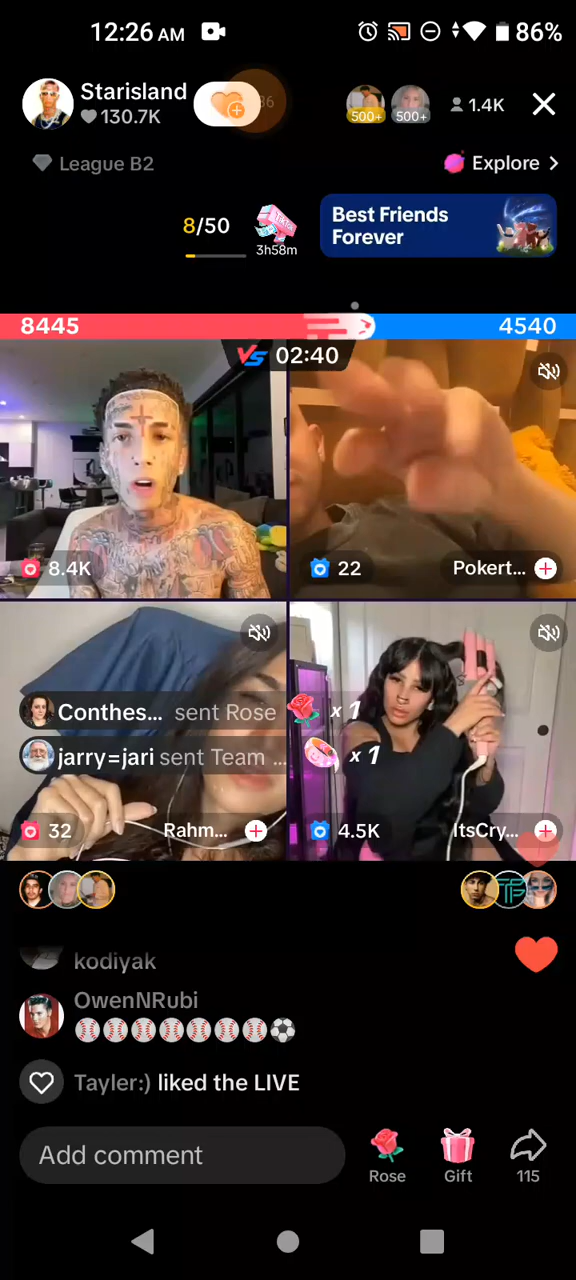 12:26 AM
86%
Starisland
130.7K
500+
500+
1.4K
League B2
Explore >
8/50
3h58m
Best Friends
Forever
8445
4540
VS 02:40
8.4K
22
Pokert...
Conthes... sent Rose x 1
jarry=jari sent Team ... x 1
32
Rahm...
4.5K
ItsCry...
kodiyak
OwenNRubi
Tayler:) liked the LIVE
Add comment
Rose
Gift
115